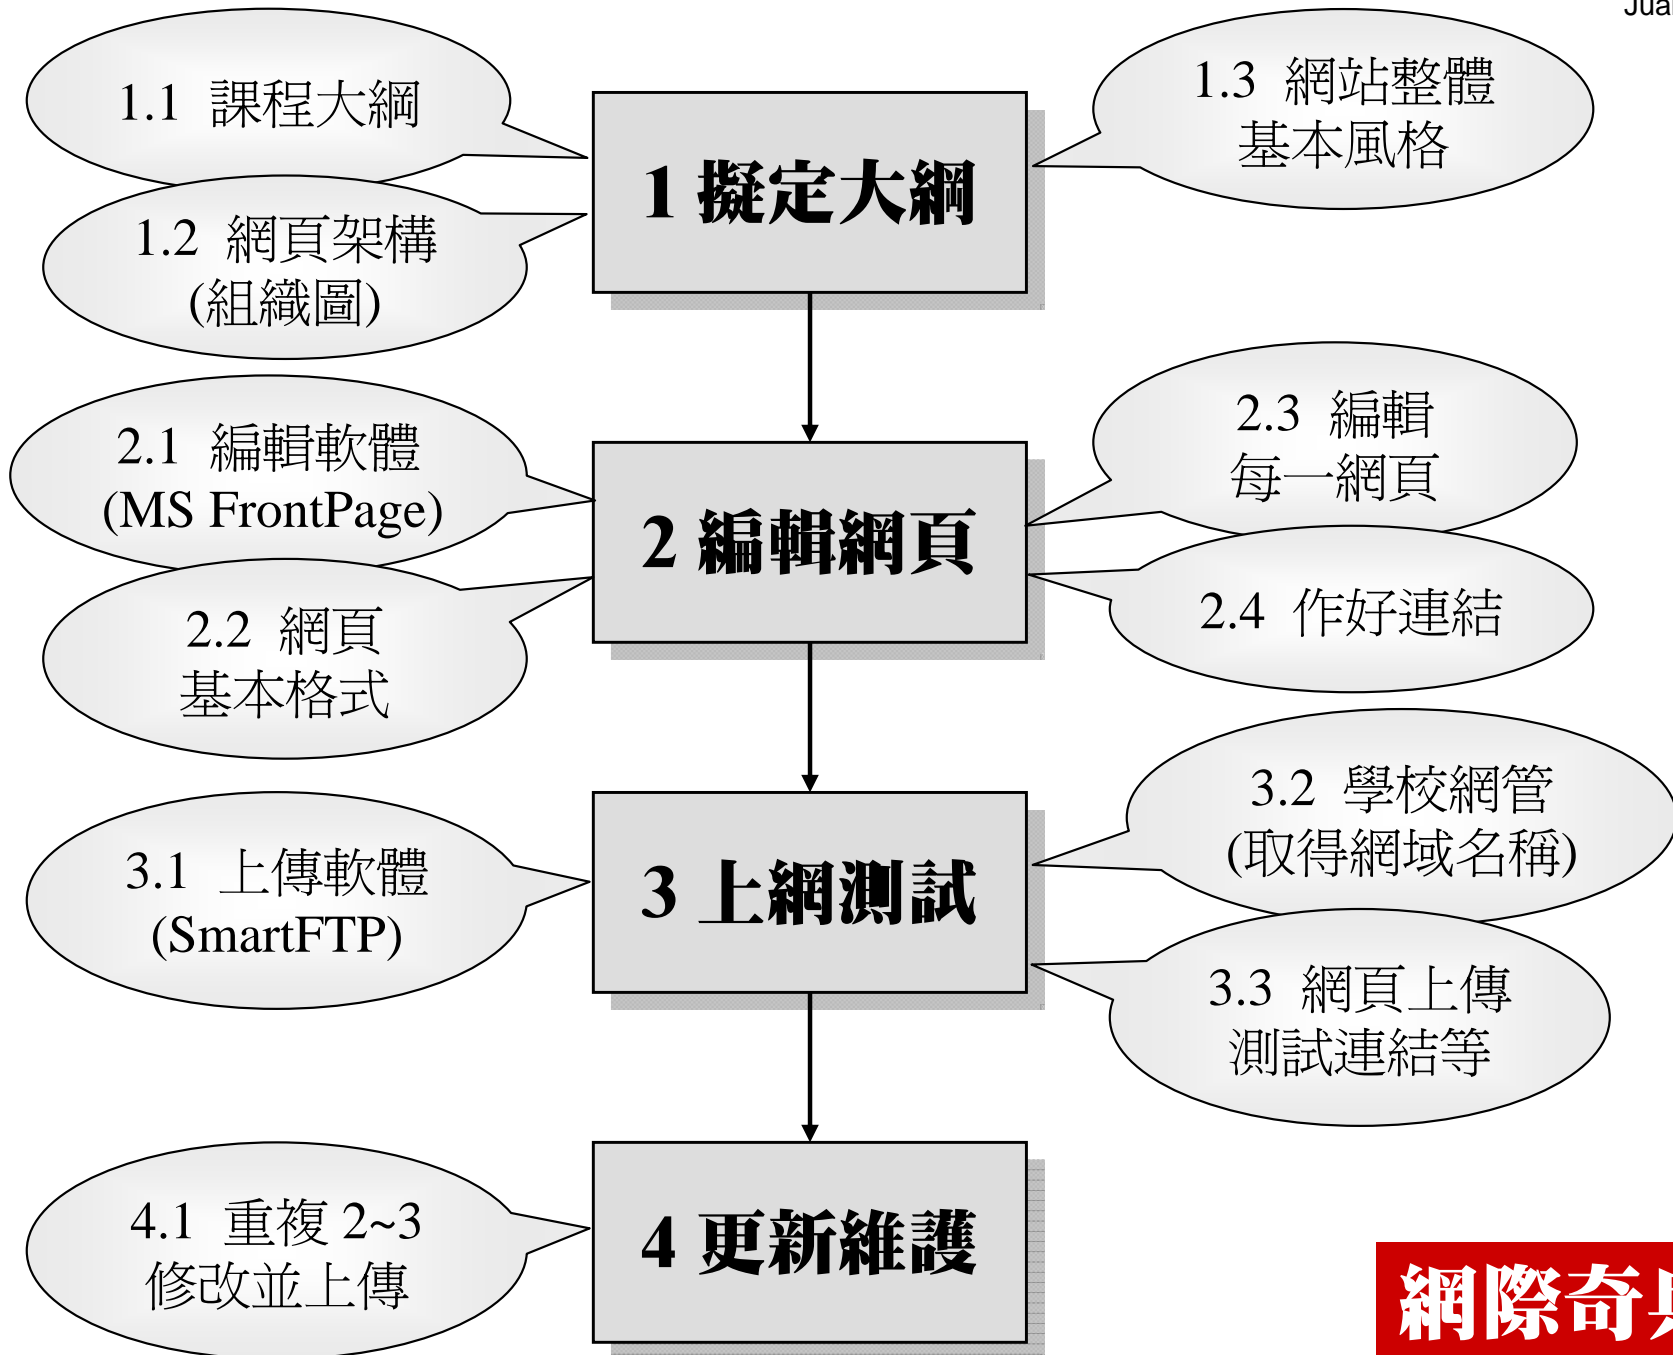 1.1 課程大綱
1.2 網頁架構
(組織圖)
1 擬定大綱
1.3 網站整體
基本風格
2.1 編輯軟體
(MS FrontPage)
2.2 網頁
基本格式
2 編輯網頁
2.3 編輯
每一網頁
2.4 作好連結
3.1 上傳軟體
(SmartFTP)
3 上網測試
3.2 學校網管
(取得網域名稱)
3.3 網頁上傳
測試連結等
4.1 重複 2~3
修改並上傳
4 更新維護
網際奇